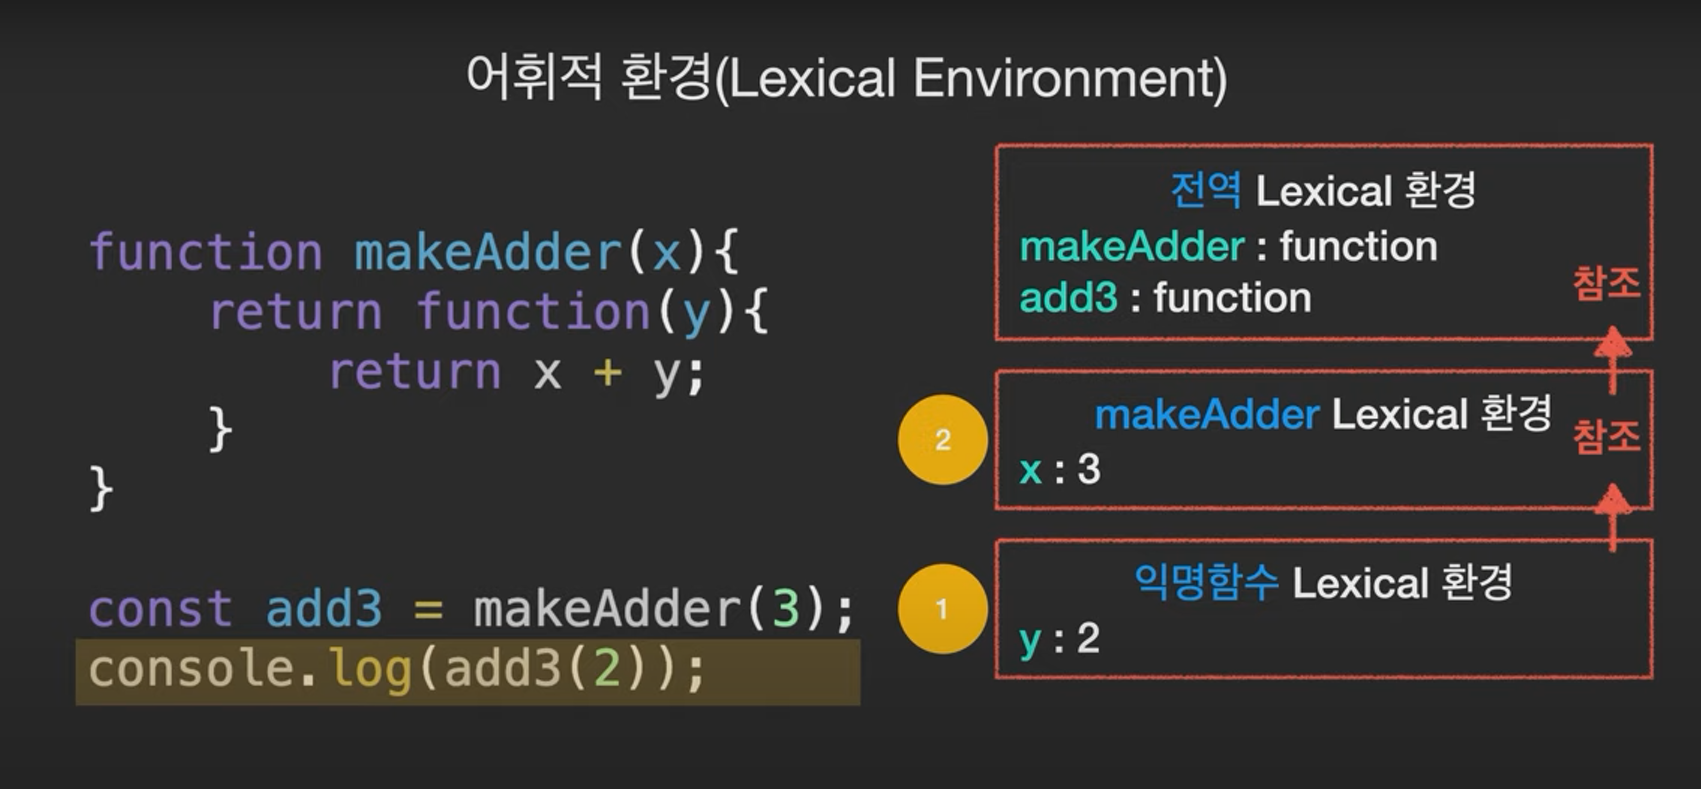 어휘적 환경(Lexical Environment)
function makeAdder(x){
    return function(y){
        return x + y;
    }
}
const add3 = makeAdder(3);
console.log(add3(2));
전역 Lexical 환경
makeAdder : function
add3 : function
참조
2
makeAdder Lexical 환경
x : 3
참조
1
익명함수 Lexical 환경
y : 2